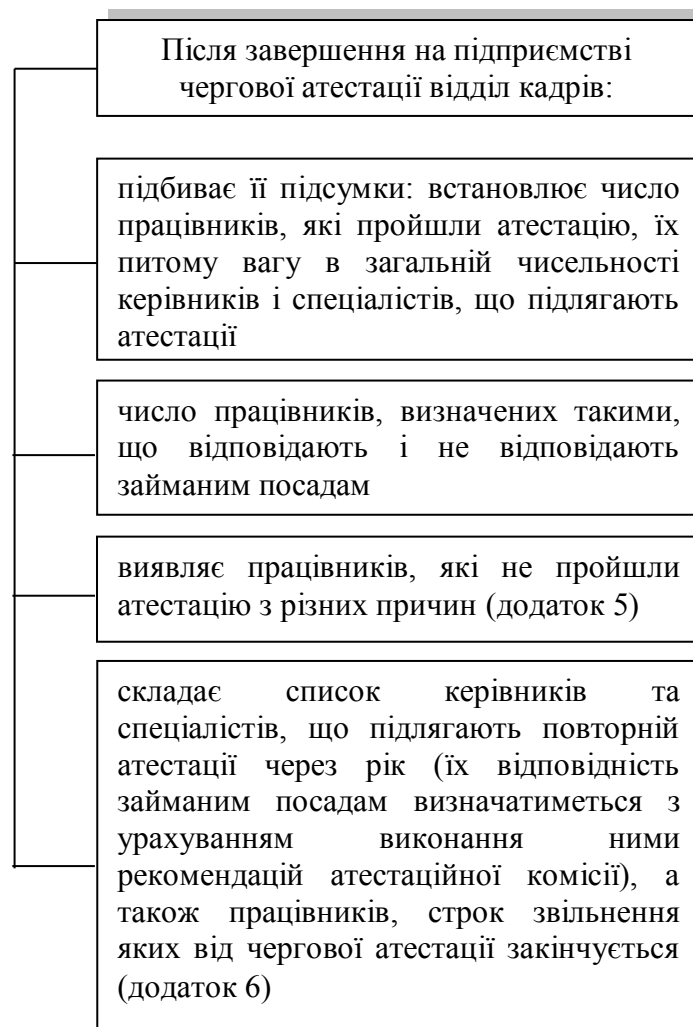 Після завершення на підприємстві
чергової атестації відділ кадрів:
підбиває її підсумки: встановлює число
працівників, які пройшли атестацію, їх
питому вагу в загальній чисельності
керівників і спеціалістів, що підлягають
атестації
число працівників, визначених такими,
що відповідають і не відповідають
займаним посадам
виявляє працівників, які не пройшли
атестацію з різних причин (додаток 5)
складає список керівників та
спеціалістів, що підлягають повторній
атестації через рік (їх відповідність
займаним посадам визначатиметься з
урахуванням виконання ними
рекомендацій атестаційної комісії), а
також працівників, строк звільнення
яких від чергової атестації закінчується
(додаток 6)